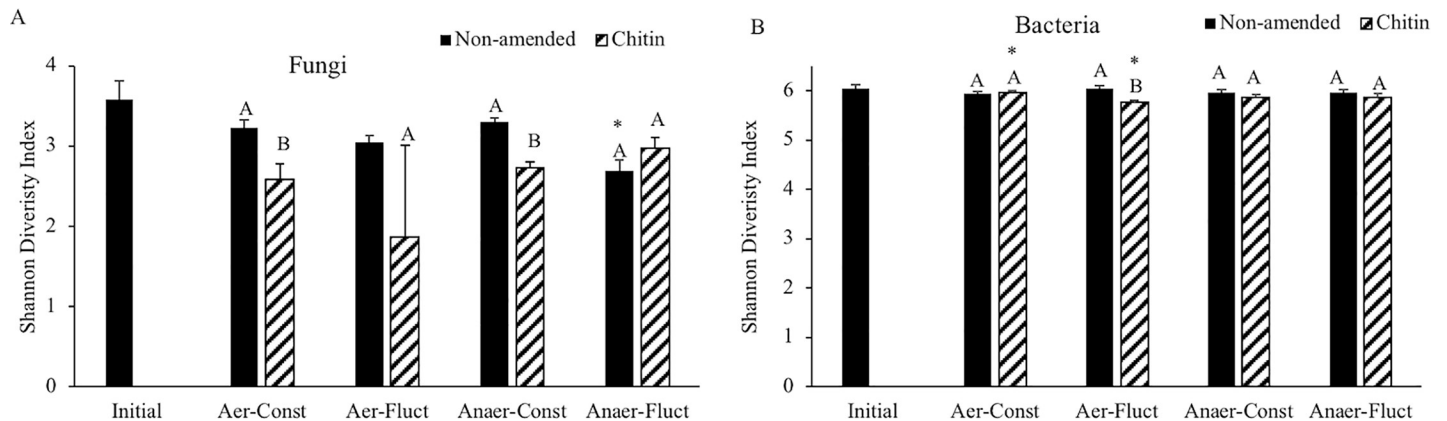 A
Non-amended Chitin
Fungi
Shannon Diveristy Index
4
3
2
1
0
A
B
A
A
B
*
A
A
Initial Aer-Const Aer-Fluct Anaer-Const Anaer-Fluct
B
Bacteria
Non-amended Chitin
Shannon Diveristy Index
6
5
4
3
2
1
0
A
*
A
A
*
B
A
A
A
A
Initial Aer-Const Aer-Fluct Anaer-Const Anaer-Fluct